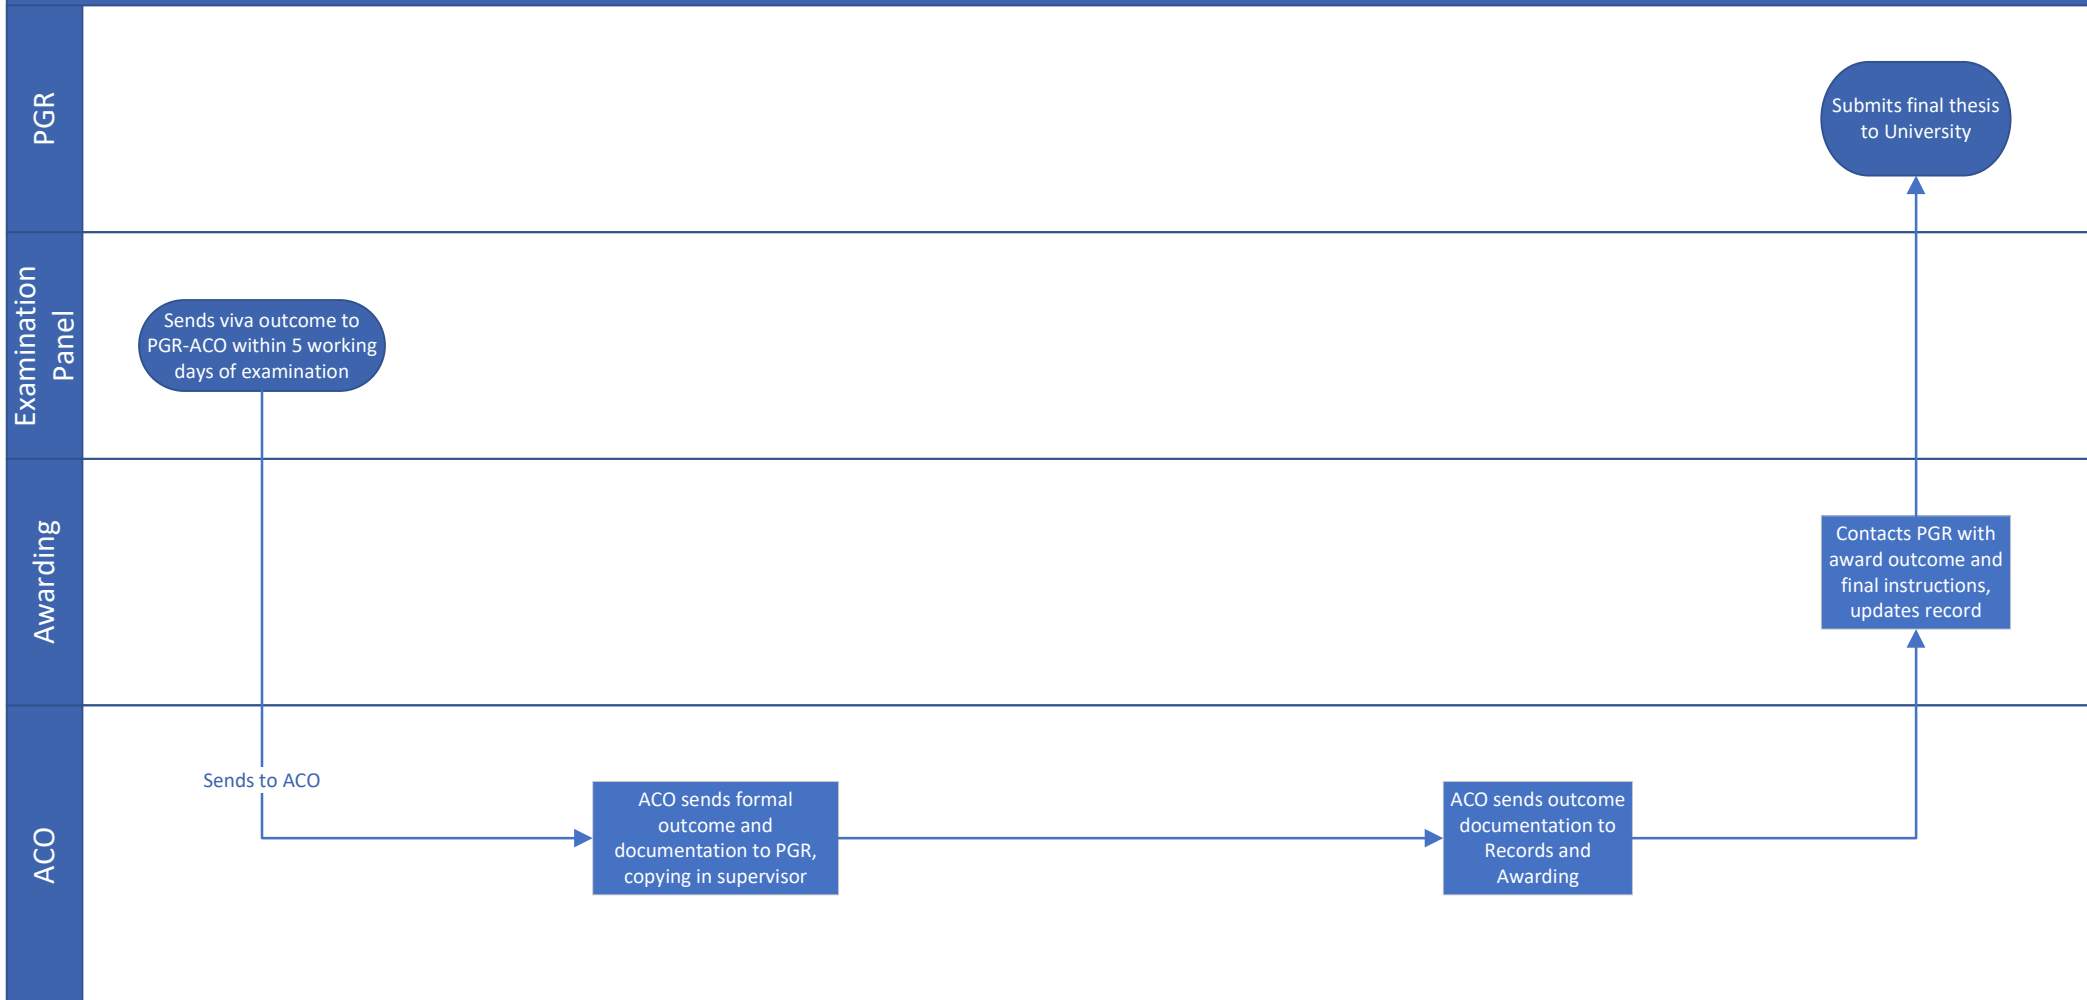 PGR
Submits final thesis
to University
Examination
Panel
Sends viva outcome to
PGR-ACO within 5 working
days of examination
Awarding
Contacts PGR with
award outcome and
final instructions,
updates record
ACO
Sends to ACO
ACO sends formal
outcome and
documentation to PGR,
copying in supervisor
ACO sends outcome
documentation to
Records and
Awarding